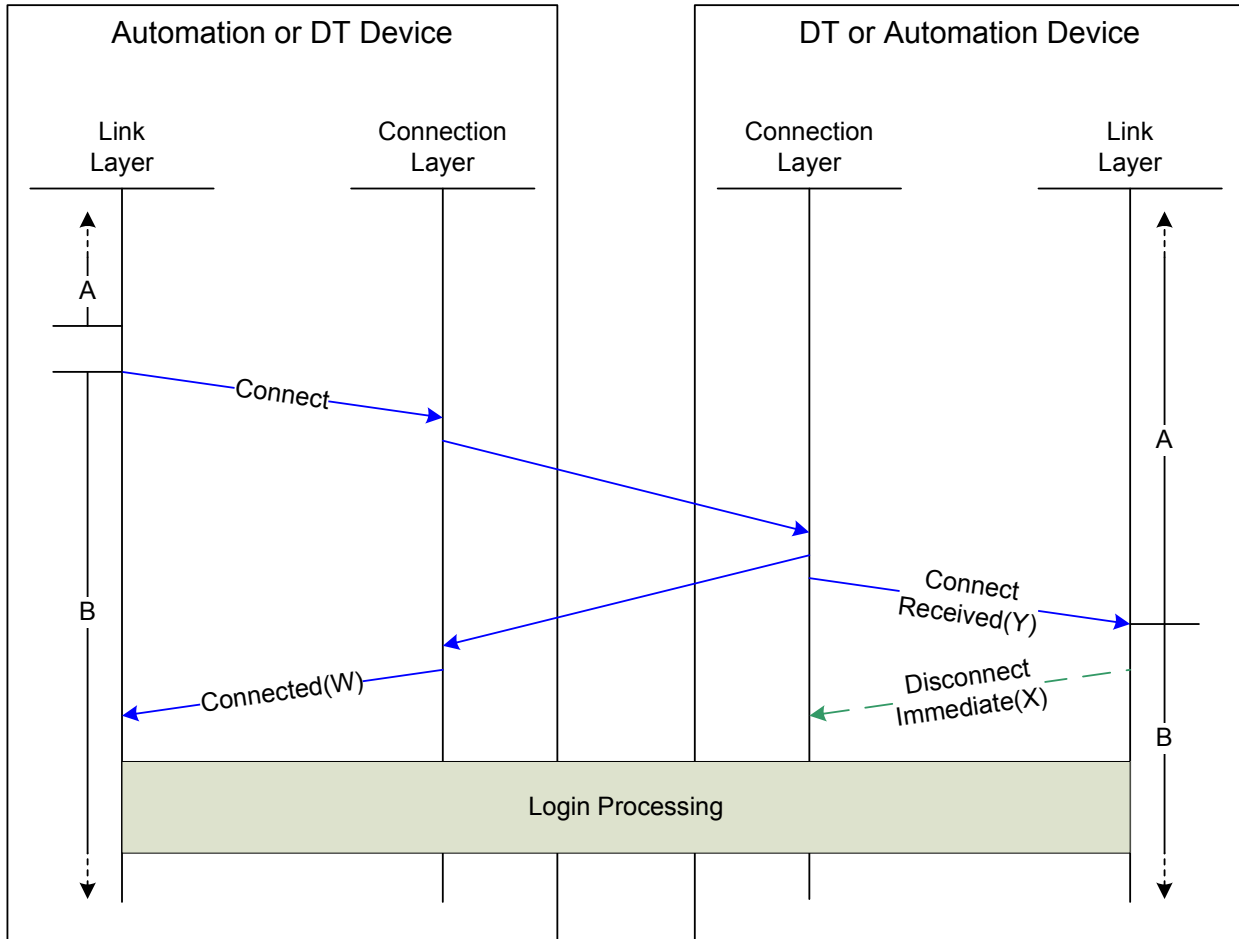 Automation or DT Device
DT or Automation Device
Link
Layer
Connection
Layer
Connection
Layer
Link
Layer
A
Connect
A
B
Connect
Received(Y)
Connected(W)
Disconnect
Immediate(X)
B
Login Processing